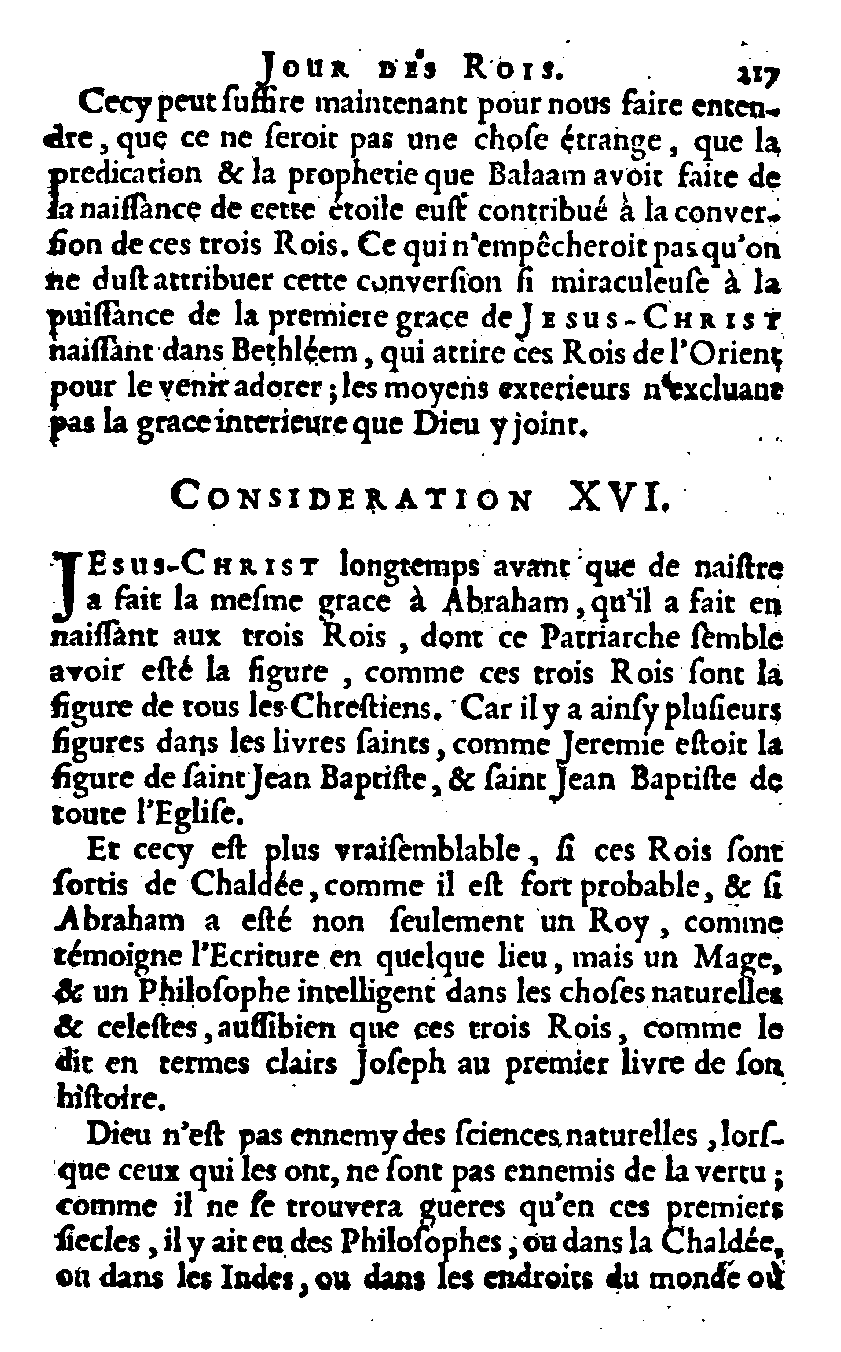 JOUR DES ROIS. 217
Cecy peut ſuffire maintenant pour nous faire enten-
dre, que ce ne ſeroit pas une choſe étrange, que la
predication & la prophetie que Balaam avoit faite de
la naiſſance de cette étoile euſt contribué à la conver-
ſion de ces trois Rois. Ce qui n'empêcheroit pas qu'on
ne duſt attribuer cette converſion ſi miraculeuſe à la
puiſſance de la premiere grace de JESUS-CHRIST
naiſſant dans Bethléem, qui attire ces Rois de l'Orient
pour le venir adorer; les moyens exterieurs n'excluant
pas la grace interieure que Dieu y joint.
CONSIDERATION XVI.
JESUS-CHRIST longtemps avant que de naiſtre
a fait la meſme grace à Abraham, qu'il a fait en
naiſſant aux trois Rois, dont ce Patriarche ſemble
avoir eſté la figure, comme ces trois Rois ſont la
figure de tous les Chreſtiens. Car il y a ainſy pluſieurs
figures dans les livres ſaints, comme Jeremie eſtoit la
figure de ſaint Jean Baptiſte, & ſaint Jean Baptiſte de
toute l'Egliſe.
Et cecy eſt plus vraiſemblable, ſi ces Rois ſont
ſortis de Chaldée, comme il eſt fort probable, & ſi
Abraham a eſté non ſeulement un Roy, comme
témoigne l'Ecriture en quelque lieu, mais un Mage,
& un Philoſophe intelligent dans les choſes naturelles
& celeſtes, auſſibien que ces trois Rois, comme le
dit en termes clairs Joſeph au premier livre de ſon
hiſtoire.
Dieu n'eſt pas ennemy des ſciences naturelles, lorſ-
que ceux qui les ont, ne ſont pas ennemis de la vertu;
comme il ne ſe trouvera gueres qu'en ces premiers
ſiecles, il y ait eu des Philoſophes, ou dans la Chaldée,
ou dans les Indes, ou dans les endroits du monde où